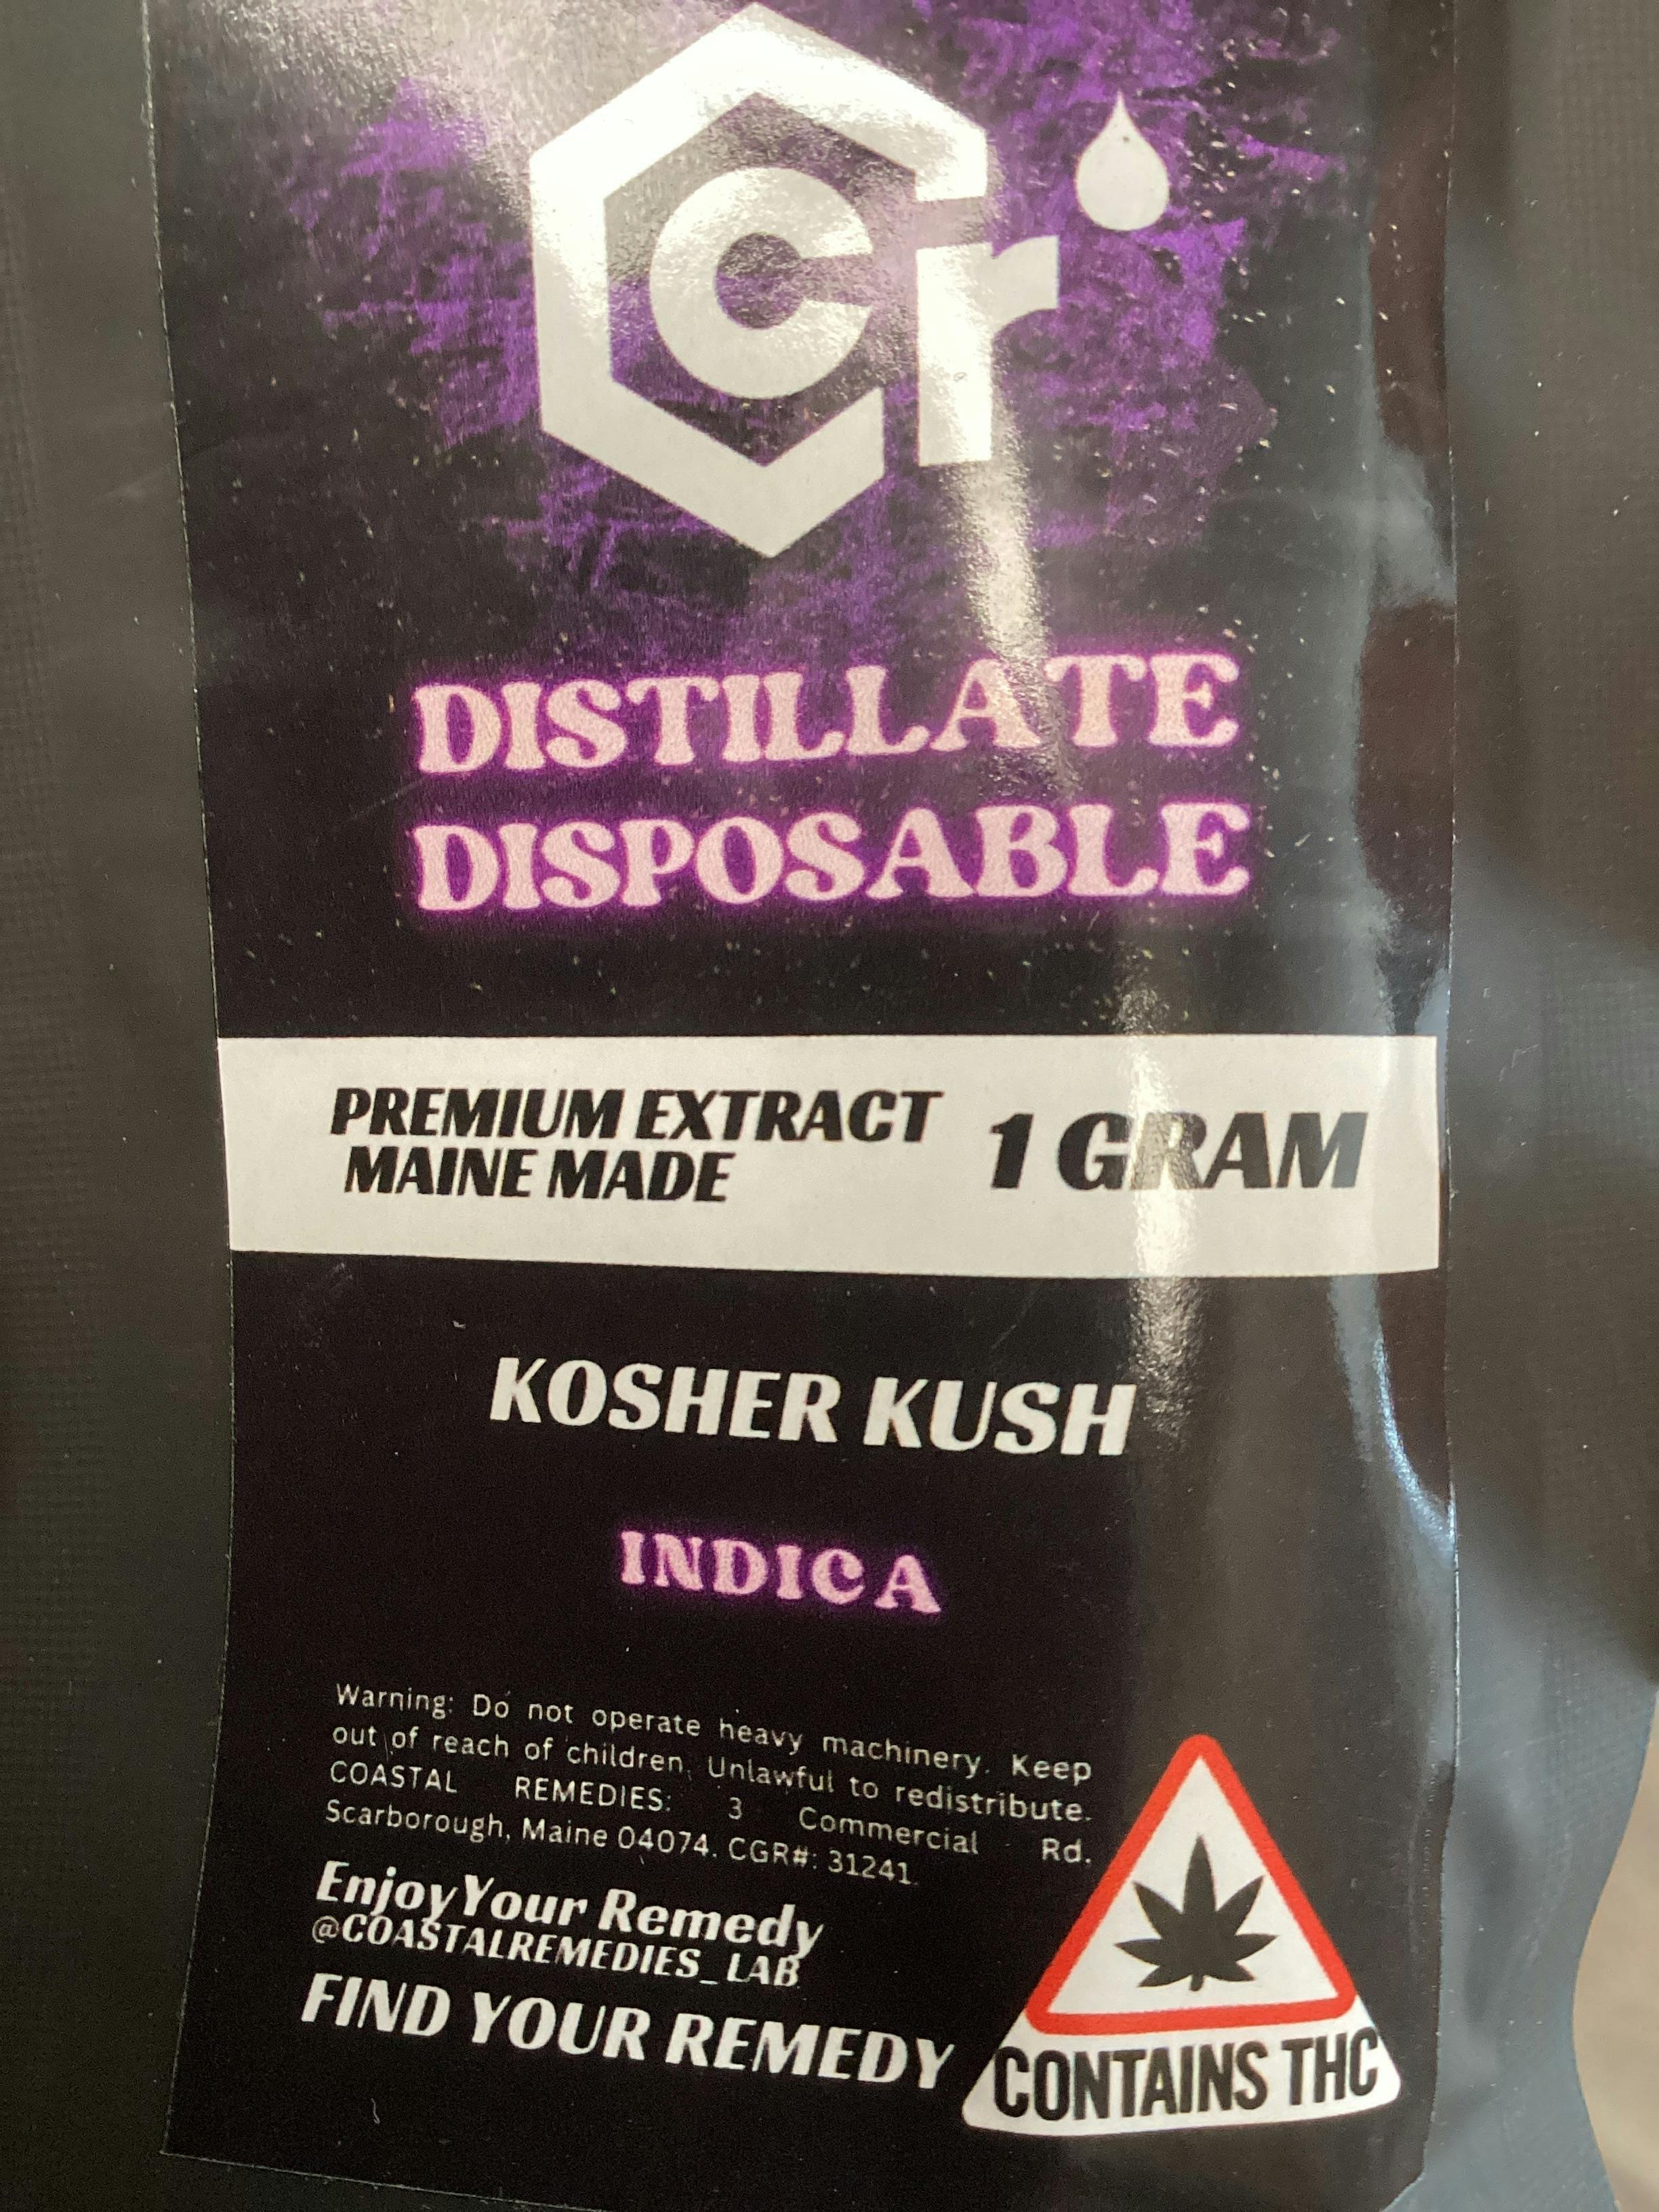 Cr
DISTILLATE
DISPOSABLE
PREMIUM EXTRACT
MAINE MADE
1 GRAM
KOSHER KUSH
INDICA
Warning: Do not operate heavy machinery. Keep
out of reach of children. Unlawful to redistribute.
COASTAL REMEDIES: 3 Commercial Rd.
Scarborough, Maine 04074. CGR#: 31241.
Enjoy Your Remedy
@COASTALREMEDIES_LAB
FIND YOUR REMEDY
CONTAINS THC